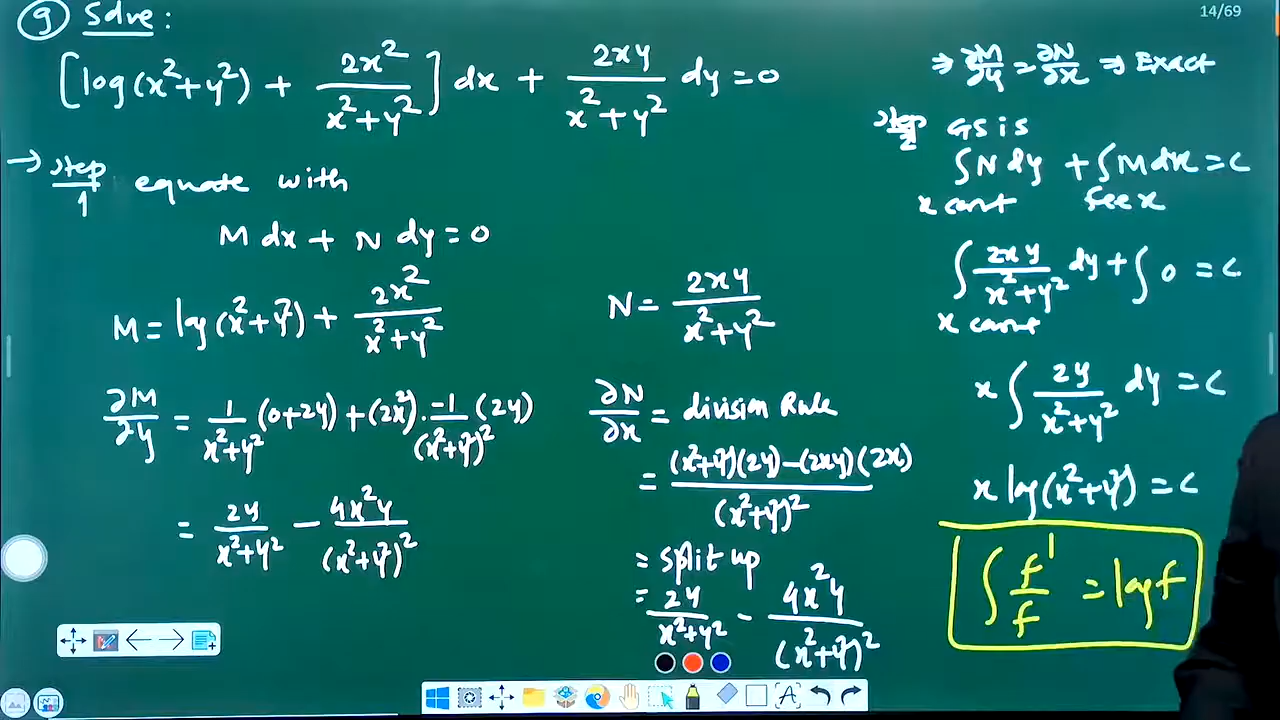 9 Solve :
[log(x²+y²) + 2x²/(x²+y²)] dx + 2xy/(x²+y²) dy = 0
→ Step 1 equate with
M dx + N dy = 0
M = log(x²+y²) + 2x²/(x²+y²)
∂M/∂y = 1/(x²+y²) (0+2y) + (2x²) · -1/(x²+y²)² (2y)
= 2y/(x²+y²) - 4x²y/(x²+y²)²
N = 2xy/(x²+y²)
∂N/∂x = division Rule
= ((x²+y²)(2y) - (2xy)(2x))/(x²+y²)²
= split up
= 2y/(x²+y²) - 4x²y/(x²+y²)²
14/69
⇒ ∂M/∂y = ∂N/∂x ⇒ Exact
Step 2 GS is
∫N dy + ∫M dx = c
x const free x
∫ 2xy/(x²+y²) dy + ∫ 0 = c
x const
x ∫ 2y/(x²+y²) dy = c
x log(x²+y²) = c
∫ f'/f = log f